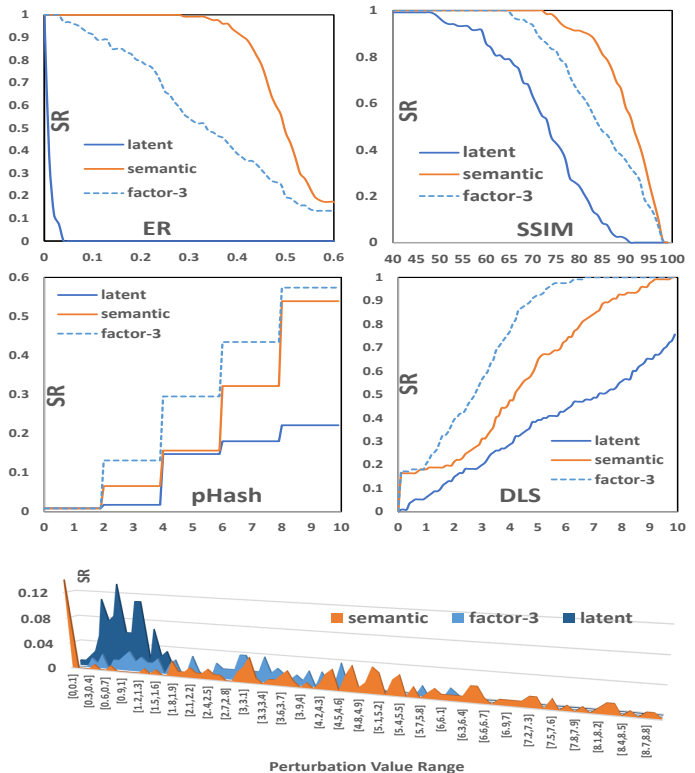 1
0.9
0.8
0.7
0.6
0.5
0.4
0.3
0.2
0.1
0
SR
latent
semantic
factor-3
ER
0 0.1 0.2 0.3 0.4 0.5 0.6
1
0.8
0.6
0.4
0.2
0
SR
latent
semantic
factor-3
SSIM
40 45 50 55 60 65 70 75 80 85 90 95 100
0.6
0.5
0.4
0.3
0.2
0.1
0
latent
semantic
factor-3
SR
pHash
0 1 2 3 4 5 6 7 8 9 10
1
0.9
0.8
0.7
0.6
0.5
0.4
0.3
0.2
0.1
0
SR
latent
semantic
factor-3
DLS
0 1 2 3 4 5 6 7 8 9 10
SR
0.12
0.08
0.04
0
semantic factor-3 latent
[0,0.1)
[0.3,0.4)
[0.6,0.7)
[0.9,1)
[1.2,1.3)
[1.5,1.6)
[1.8,1.9)
[2.1,2.2)
[2.4,2.5)
[2.7,2.8)
[3,3.1)
[3.3,3.4)
[3.6,3.7)
[3.9,4)
[4.2,4.3)
[4.5,4.6)
[4.8,4.9)
[5.1,5.2)
[5.4,5.5)
[5.7,5.8)
[6,6.1)
[6.3,6.4)
[6.6,6.7)
[6.9,7)
[7.2,7.3)
[7.5,7.6)
[7.8,7.9)
[8.1,8.2)
[8.4,8.5)
[8.7,8.8)
Perturbation Value Range